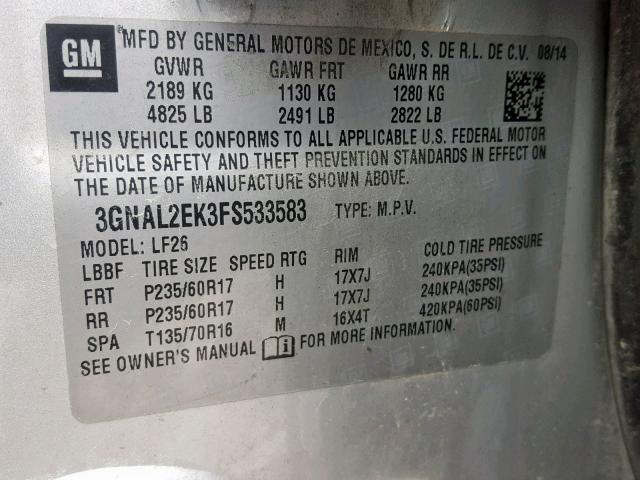 GM MFD BY GENERAL MOTORS DE MEXICO, S. DE R.L. DE C.V. 08/14
GVWR GAWR FRT GAWR RR
2189 KG 1130 KG 1280 KG
4825 LB 2491 LB 2822 LB
THIS VEHICLE CONFORMS TO ALL APPLICABLE U.S. FEDERAL MOTOR
VEHICLE SAFETY AND THEFT PREVENTION STANDARDS IN EFFECT ON
THE DATE OF MANUFACTURE SHOWN ABOVE.
3GNAL2EK3FS533583 TYPE: M.P.V.
MODEL: LF26
LBBF TIRE SIZE SPEED RTG RIM COLD TIRE PRESSURE
FRT P235/60R17 H 17X7J 240KPA(35PSI)
RR P235/60R17 H 17X7J 240KPA(35PSI)
SPA T135/70R16 M 16X4T 420KPA(60PSI)
SEE OWNER'S MANUAL FOR MORE INFORMATION.